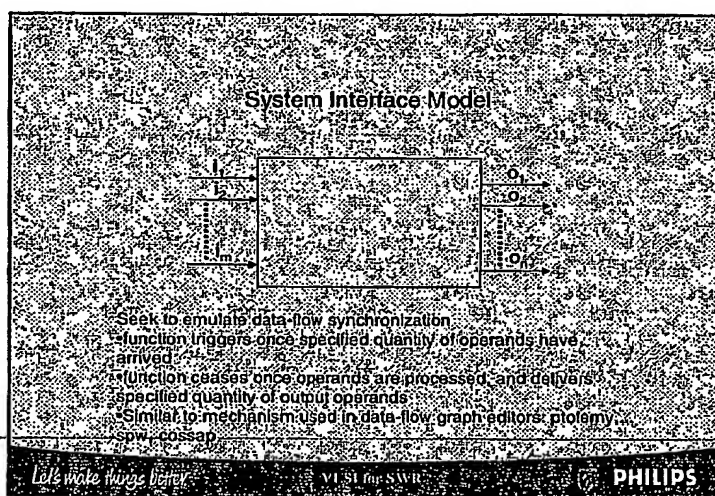 System Interface Model
I1
I2
Im
O1
O2
On
Seek to emulate data-flow synchronization
•function triggers once specified quantity of operands have
arrived
•function ceases once operands are processed, and delivers
specified quantity of output operands
•Similar to mechanism used in data-flow graph editors: ptolemy,
spw, cossap
Let's make things better
VLSI for SWR
PHILIPS